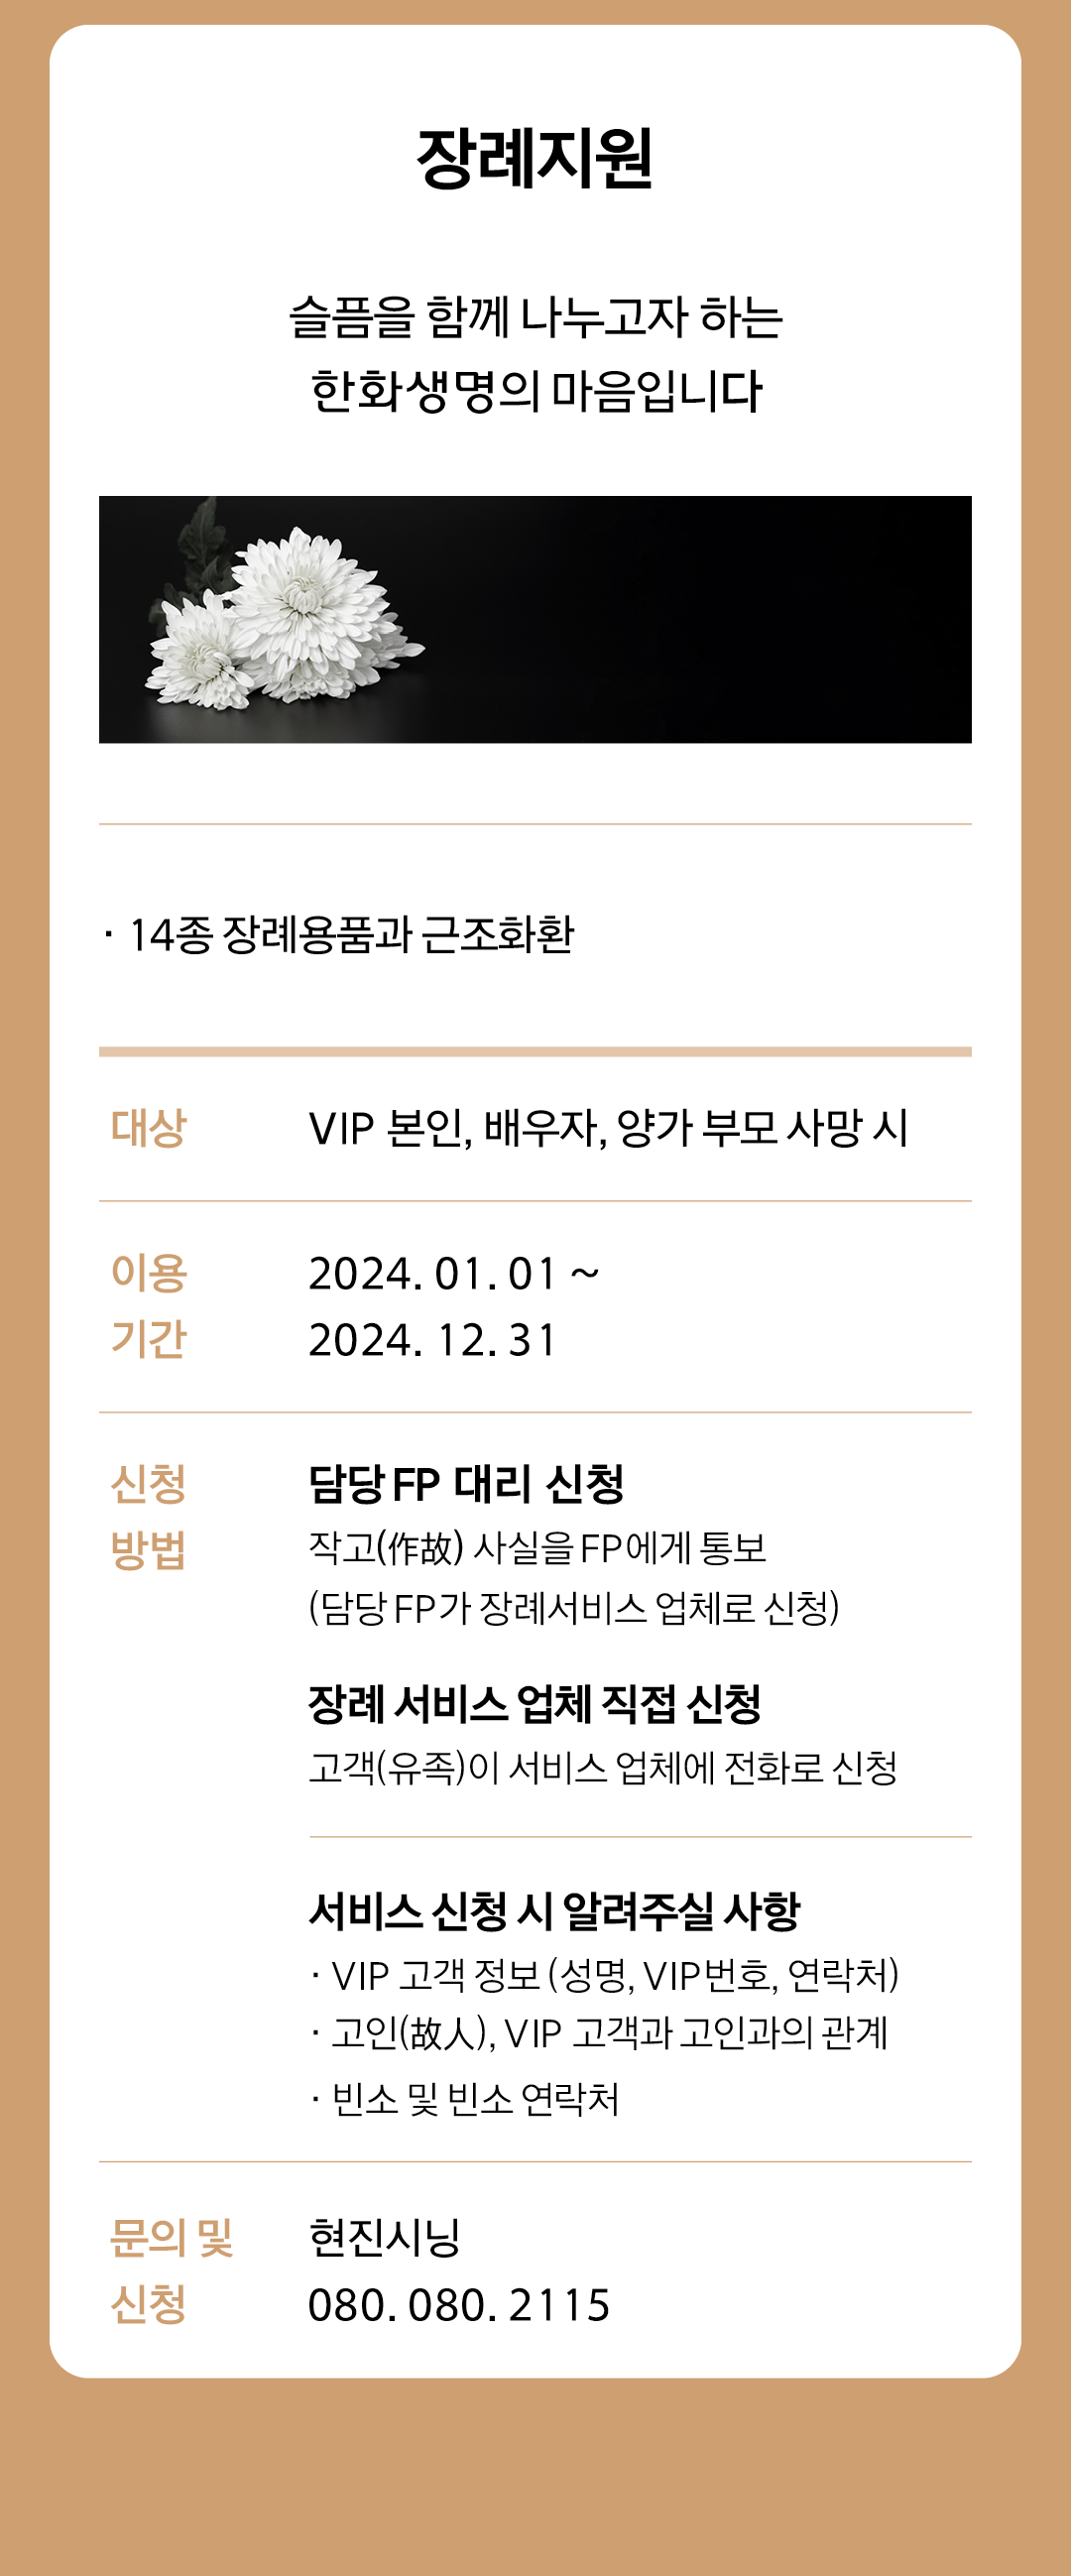 장례지원
슬픔을 함께 나누고자 하는
한화생명의 마음입니다
· 14종 장례용품과 근조화환
대상 VIP 본인, 배우자, 양가 부모 사망 시
이용 2024. 01. 01 ~
기간 2024. 12. 31
신청 담당 FP 대리 신청
방법 작고(作故) 사실을 FP에게 통보
(담당 FP가 장례서비스 업체로 신청)
장례 서비스 업체 직접 신청
고객(유족)이 서비스 업체에 전화로 신청
서비스 신청 시 알려주실 사항
· VIP 고객 정보 (성명, VIP번호, 연락처)
· 고인(故人), VIP 고객과 고인과의 관계
· 빈소 및 빈소 연락처
문의 및 현진시닝
신청 080. 080. 2115